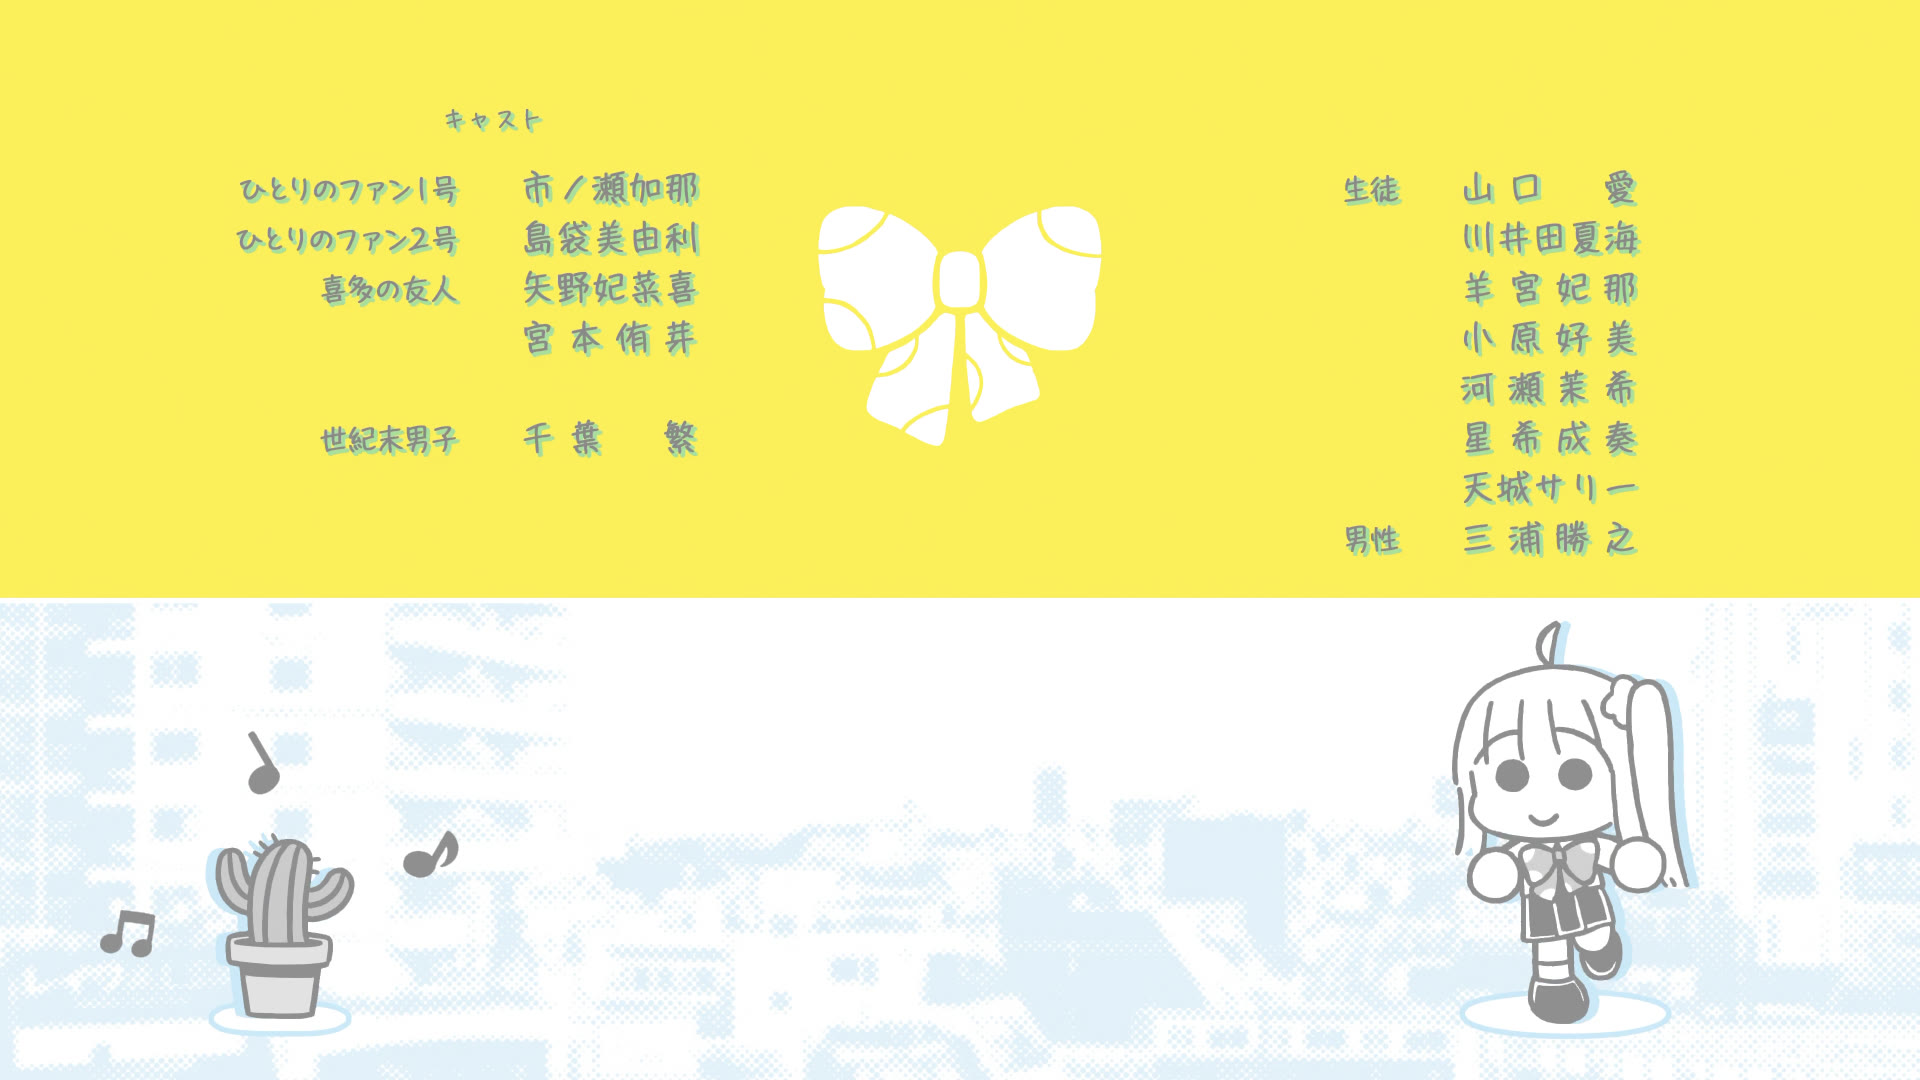 キャスト
ひとりのファン1号 市ノ瀬加那
ひとりのファン2号 島袋美由利
喜多の友人 矢野妃菜喜
宮本侑芽
世紀末男子 千葉 繁
生徒 山口 愛
川井田夏海
羊宮妃那
小原好美
河瀬茉希
星希成奏
天城サリー
男性 三浦勝之